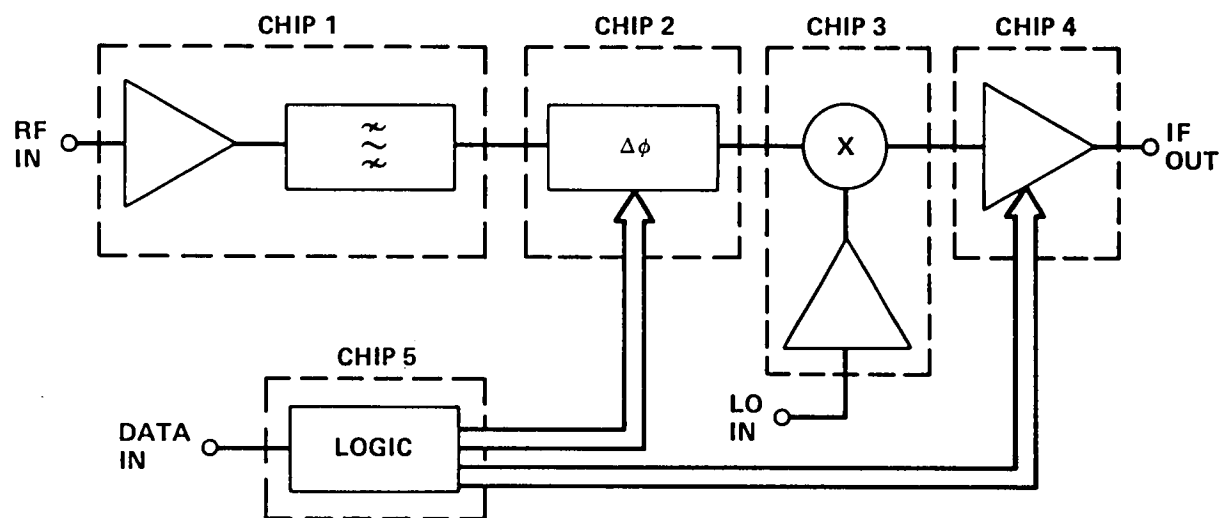 CHIP 1
CHIP 2
CHIP 3
CHIP 4
RF
IN
Δϕ
X
IF
OUT
CHIP 5
DATA
IN
LOGIC
LO
IN